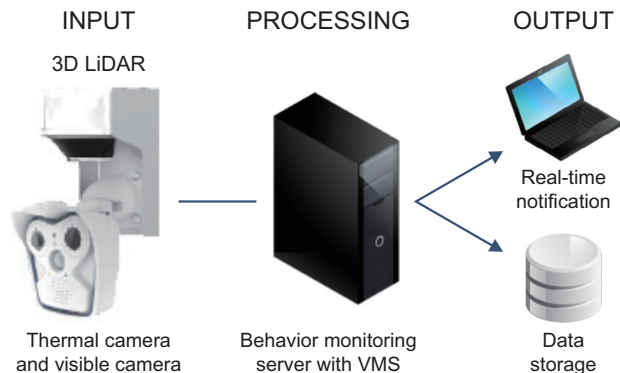 INPUT
PROCESSING
OUTPUT
3D LiDAR
Real-time
notification
Thermal camera
and visible camera
Behavior monitoring
server with VMS
Data
storage